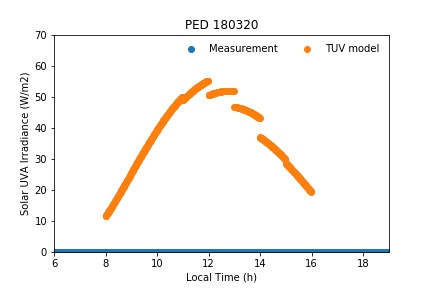 PED 180320
Measurement TUV model
Solar UVA Irradiance (W/m2)
70
60
50
40
30
20
10
0
6 8 10 12 14 16 18
Local Time (h)